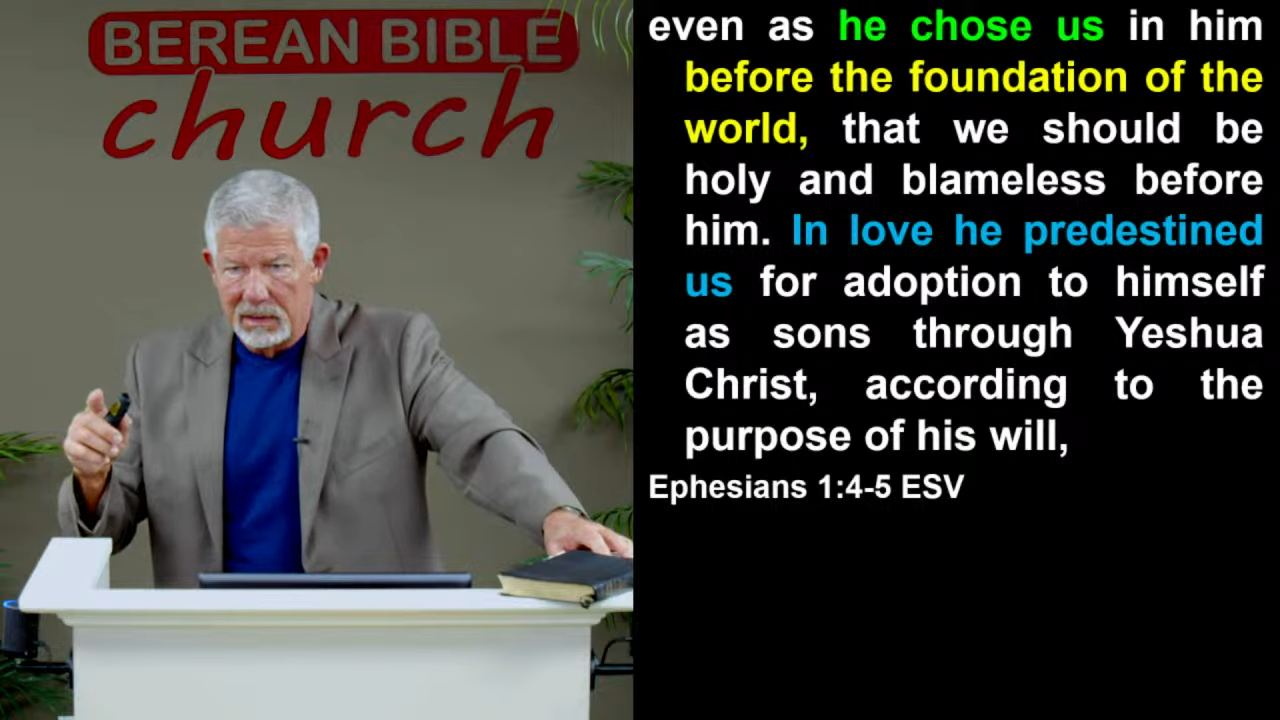 BEREAN BIBLE
church
even as he chose us in him
before the foundation of the
world, that we should be
holy and blameless before
him. In love he predestined
us for adoption to himself
as sons through Yeshua
Christ, according to the
purpose of his will,
Ephesians 1:4-5 ESV